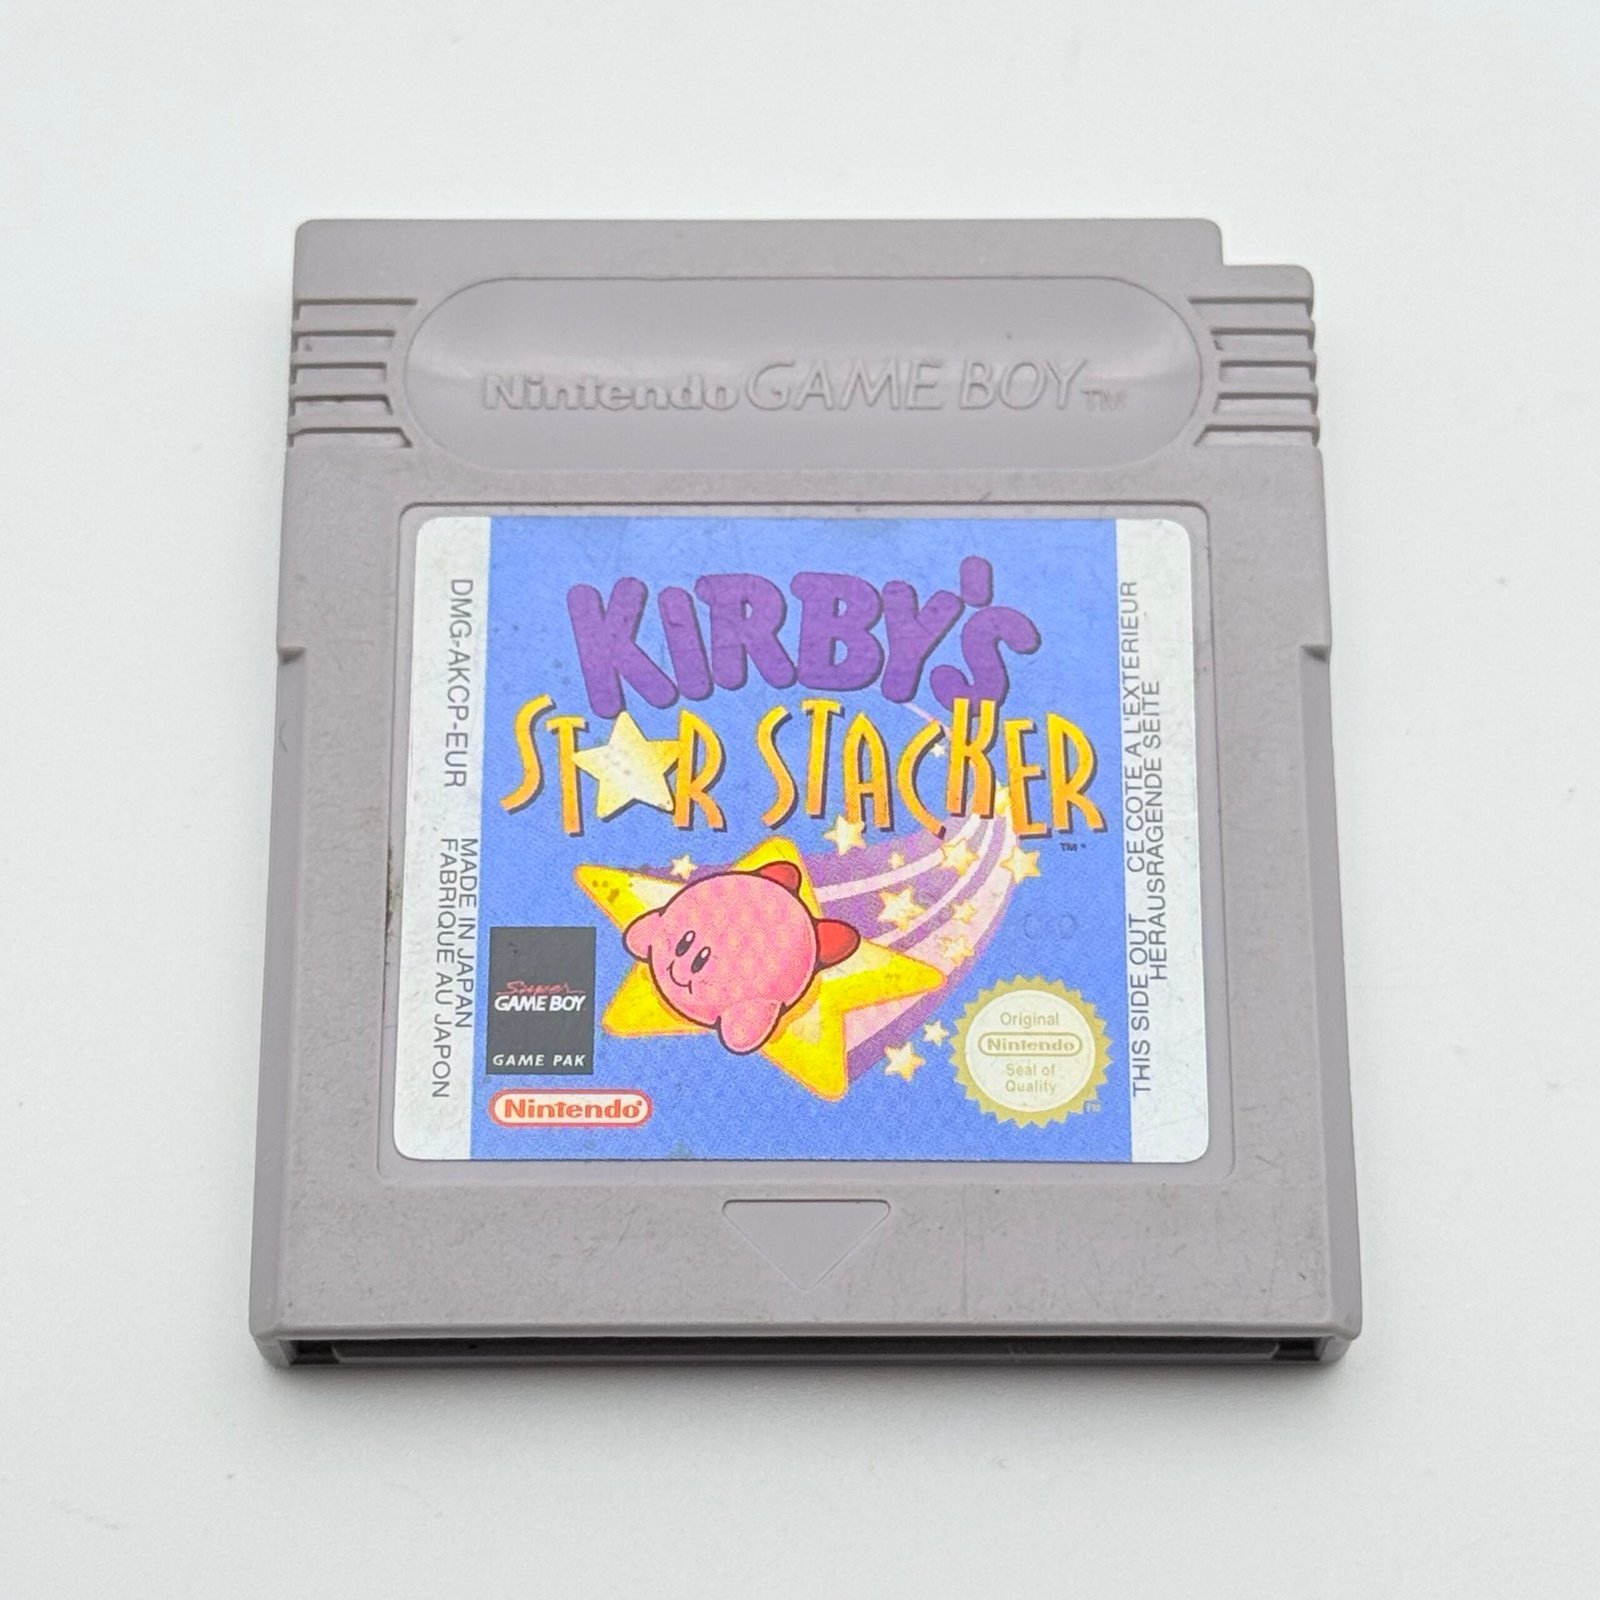 Nintendo GAME BOY™
KIRBY'S
STAR STACKER™
DMG-AKCP-EUR
MADE IN JAPAN
FABRIQUE AU JAPON
Super
GAME BOY
GAME PAK
Nintendo®
Original
Nintendo
Seal of
Quality
TM
THIS SIDE OUT CE COTE A L'EXTERIEUR
HERAUSRAGENDE SEITE